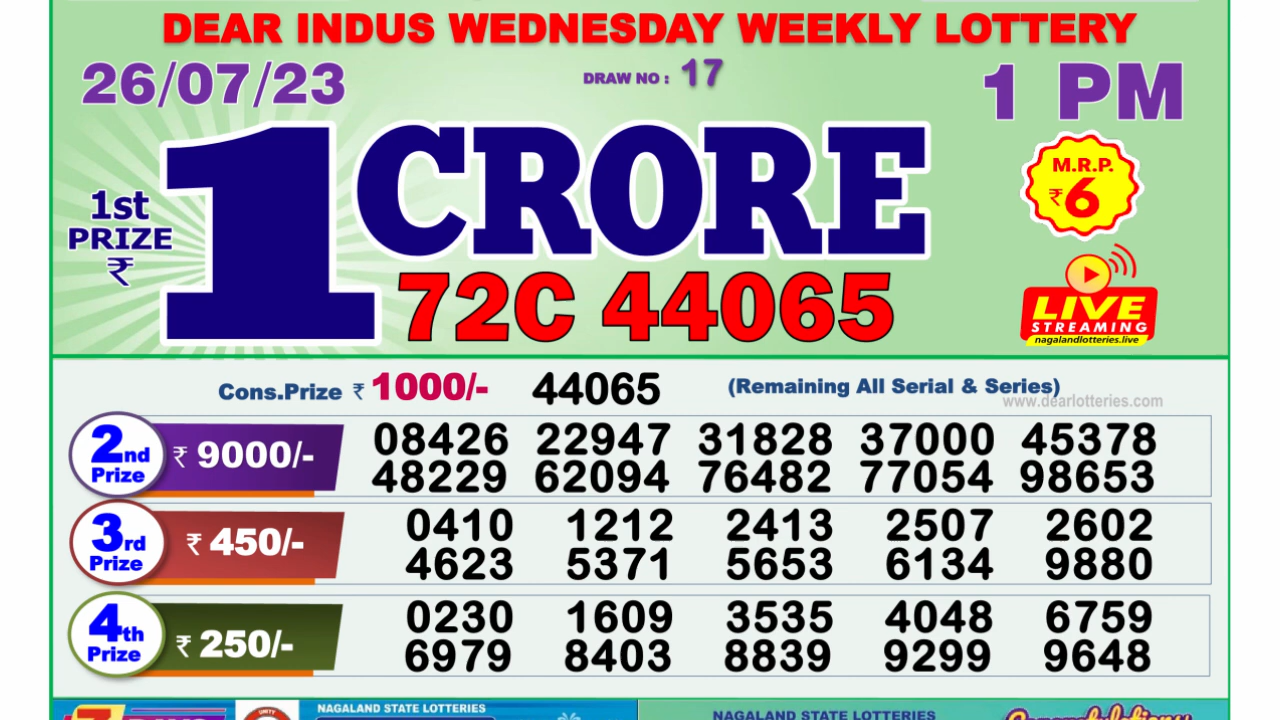 DEAR INDUS WEDNESDAY WEEKLY LOTTERY
26/07/23
DRAW NO : 17
1 PM
1st
PRIZE
₹
1 CRORE
72C 44065
M.R.P.
₹6
LIVE
STREAMING
nagalandlotteries.live
Cons.Prize ₹ 1000/- 44065 (Remaining All Serial & Series)
www.dearlotteries.com
2nd Prize ₹ 9000/-
08426 22947 31828 37000 45378
48229 62094 76482 77054 98653
3rd Prize ₹ 450/-
0410 1212 2413 2507 2602
4623 5371 5653 6134 9880
4th Prize ₹ 250/-
0230 1609 3535 4048 6759
6979 8403 8839 9299 9648
UNITY
NAGALAND STATE LOTTERIES
NAGALAND STATE LOTTERIES